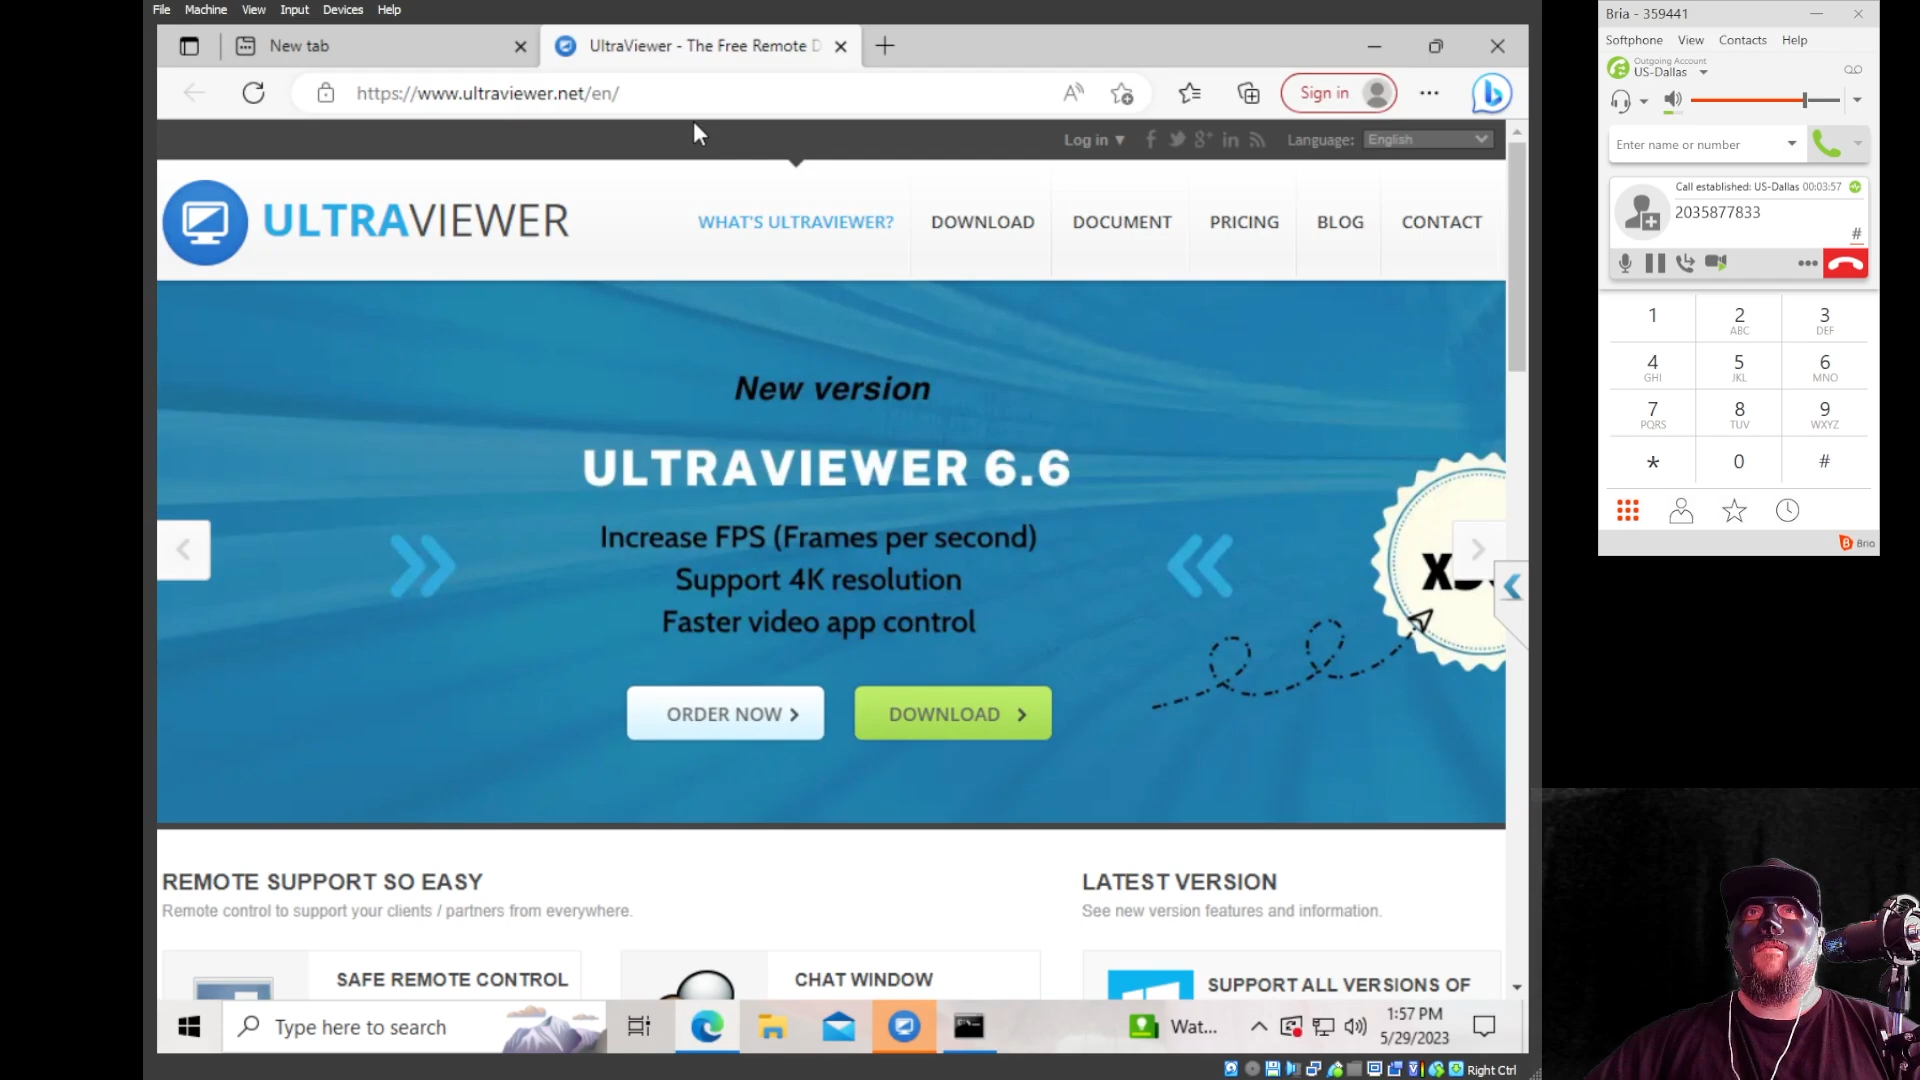 File Machine View Input Devices Help
New tab
UltraViewer - The Free Remote D
https://www.ultraviewer.net/en/
Sign in
Log in ▼
Language: English
ULTRAVIEWER
WHAT'S ULTRAVIEWER?
DOWNLOAD
DOCUMENT
PRICING
BLOG
CONTACT
New version
ULTRAVIEWER 6.6
Increase FPS (Frames per second)
Support 4K resolution
Faster video app control
ORDER NOW
DOWNLOAD
REMOTE SUPPORT SO EASY
Remote control to support your clients / partners from everywhere.
LATEST VERSION
See new version features and information.
SAFE REMOTE CONTROL
CHAT WINDOW
SUPPORT ALL VERSIONS OF
Type here to search
Wat...
1:57 PM
5/29/2023
Right Ctrl
Bria - 359441
Softphone View Contacts Help
Outgoing Account
US-Dallas
Enter name or number
Call established: US-Dallas 00:03:57
2035877833
#
1
2
ABC
3
DEF
4
GHI
5
JKL
6
MNO
7
PQRS
8
TUV
9
WXYZ
*
0
#
Bria